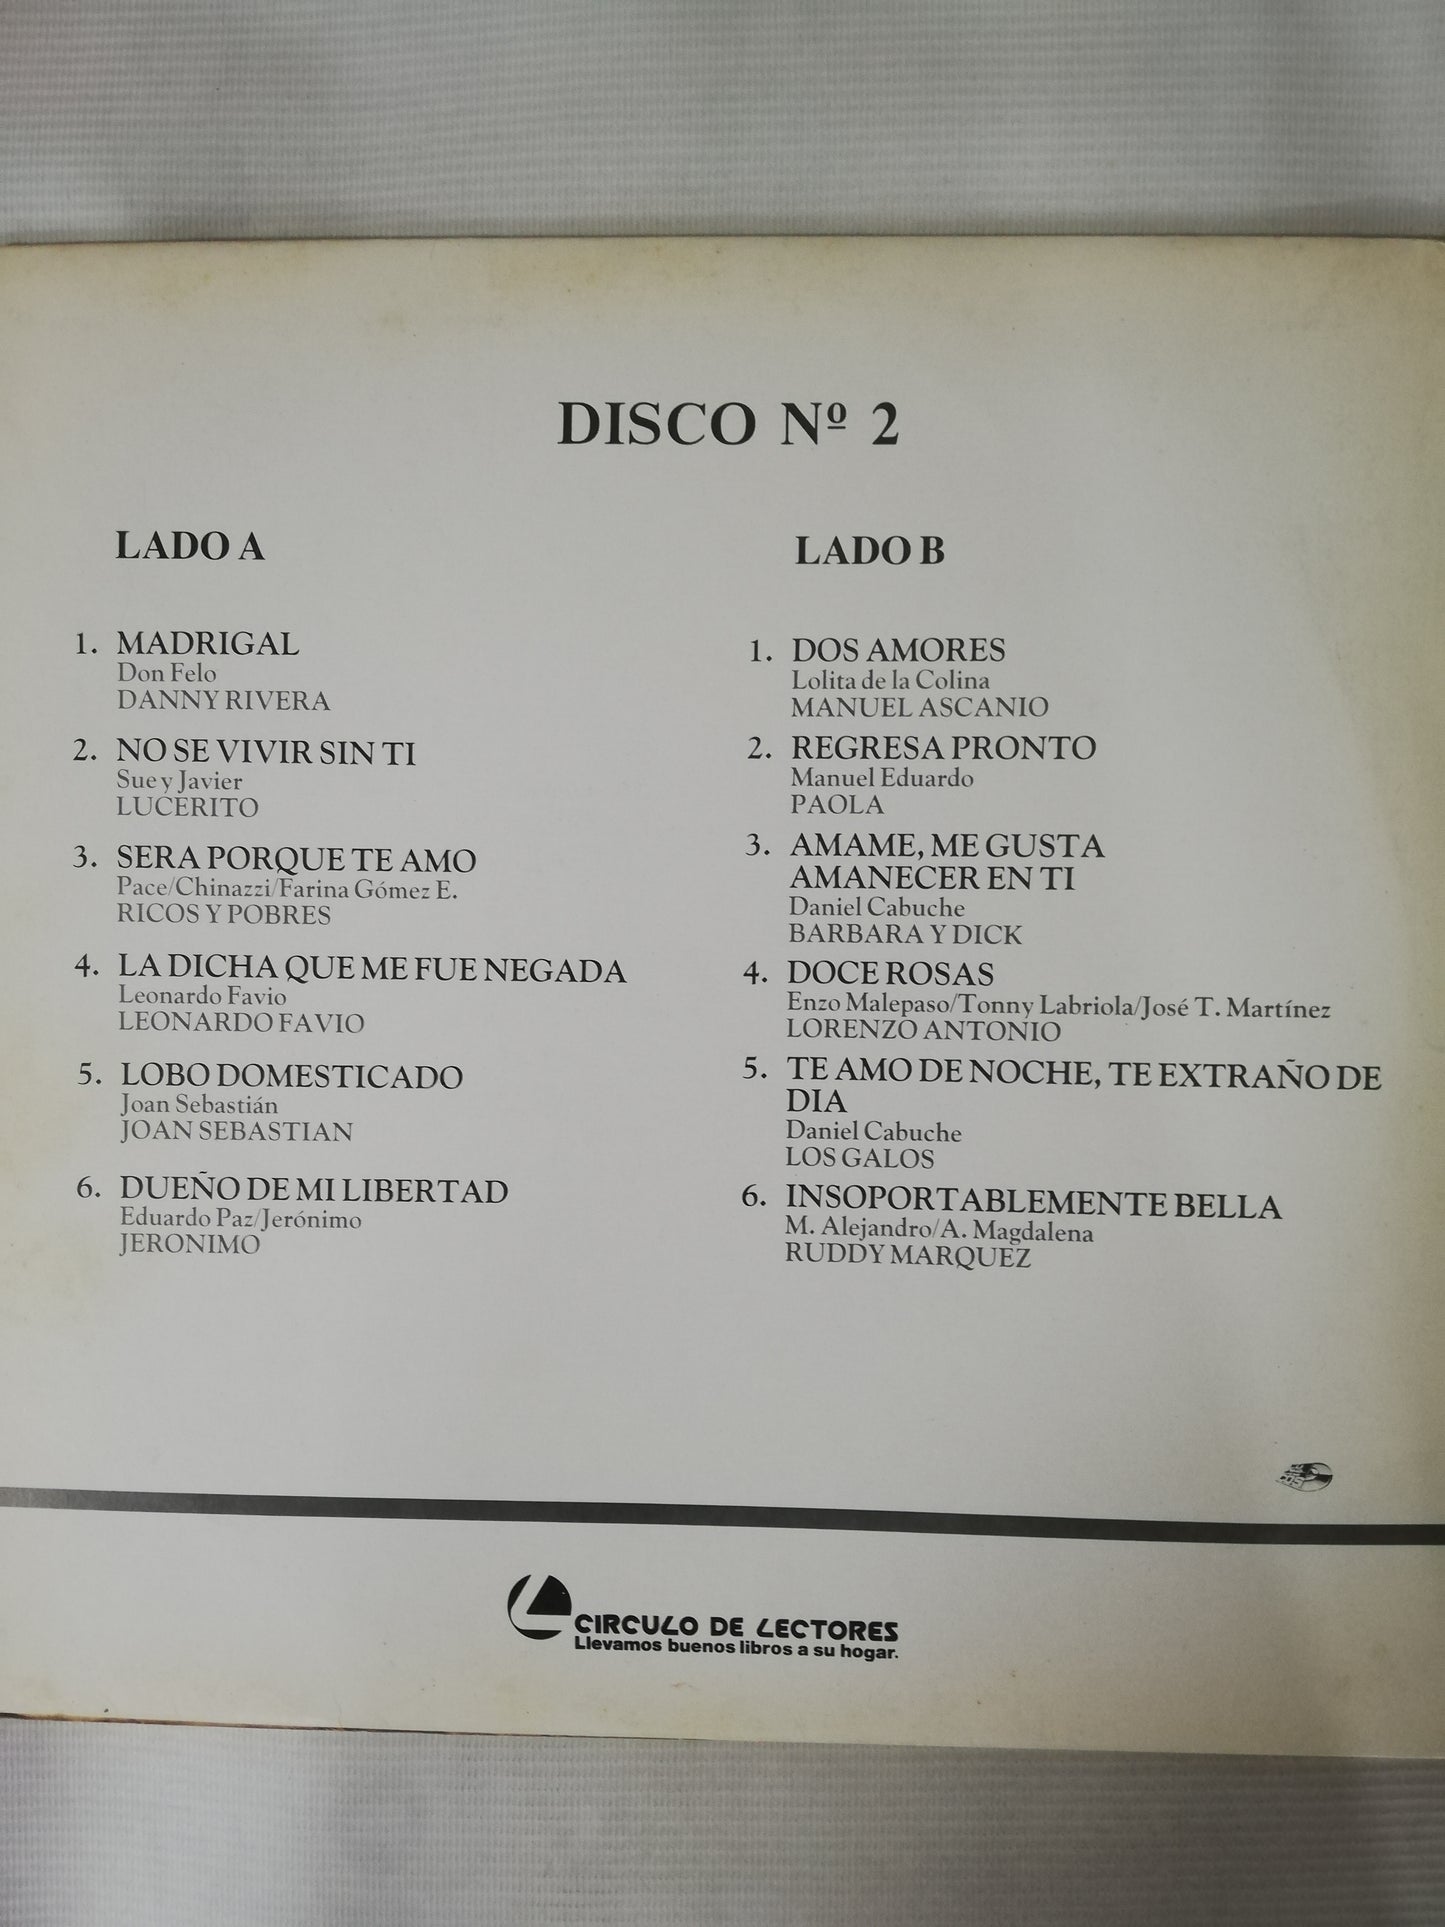 DISCO Nº 2
LADO A
1. MADRIGAL
Don Felo
DANNY RIVERA
2. NO SE VIVIR SIN TI
Sue y Javier
LUCERITO
3. SERA PORQUE TE AMO
Pace/Chinazzi/Farina Gómez E.
RICOS Y POBRES
4. LA DICHA QUE ME FUE NEGADA
Leonardo Favio
LEONARDO FAVIO
5. LOBO DOMESTICADO
Joan Sebastián
JOAN SEBASTIAN
6. DUEÑO DE MI LIBERTAD
Eduardo Paz/Jerónimo
JERONIMO
LADO B
1. DOS AMORES
Lolita de la Colina
MANUEL ASCANIO
2. REGRESA PRONTO
Manuel Eduardo
PAOLA
3. AMAME, ME GUSTA
AMANECER EN TI
Daniel Cabuche
BARBARA Y DICK
4. DOCE ROSAS
Enzo Malepaso/Tonny Labriola/José T. Martínez
LORENZO ANTONIO
5. TE AMO DE NOCHE, TE EXTRAÑO DE
DIA
Daniel Cabuche
LOS GALOS
6. INSOPORTABLEMENTE BELLA
M. Alejandro/A. Magdalena
RUDDY MARQUEZ
CIRCULO DE LECTORES
Llevamos buenos libros a su hogar.